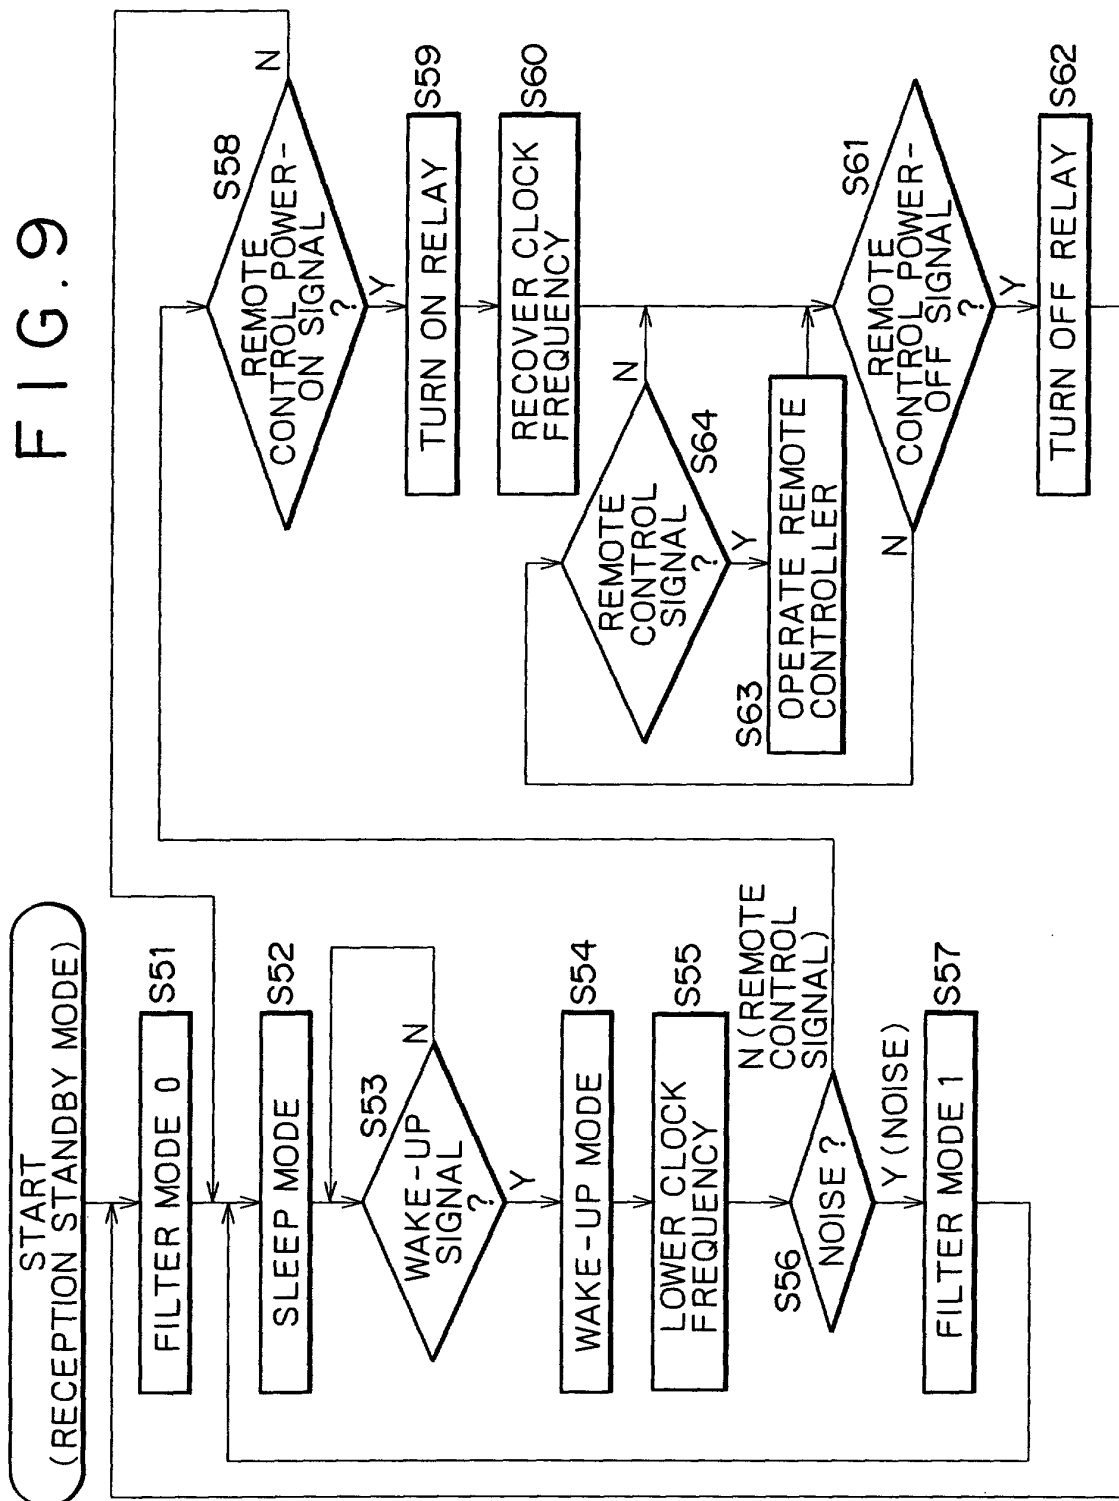 FIG.9
START
(RECEPTION STANDBY MODE)
FILTER MODE 0
S51
SLEEP MODE
S52
S53
WAKE-UP
SIGNAL
?
N
Y
WAKE-UP MODE
S54
LOWER CLOCK
FREQUENCY
S55
S56
NOISE ?
N(REMOTE
CONTROL
SIGNAL)
Y(NOISE)
FILTER MODE 1
S57
S58
REMOTE
CONTROL POWER-
ON SIGNAL
?
N
Y
TURN ON RELAY
S59
RECOVER CLOCK
FREQUENCY
S60
REMOTE
CONTROL
SIGNAL
?
S64
N
Y
S63
OPERATE REMOTE
CONTROLLER
S61
REMOTE
CONTROL POWER-
OFF SIGNAL
?
N
Y
TURN OFF RELAY
S62